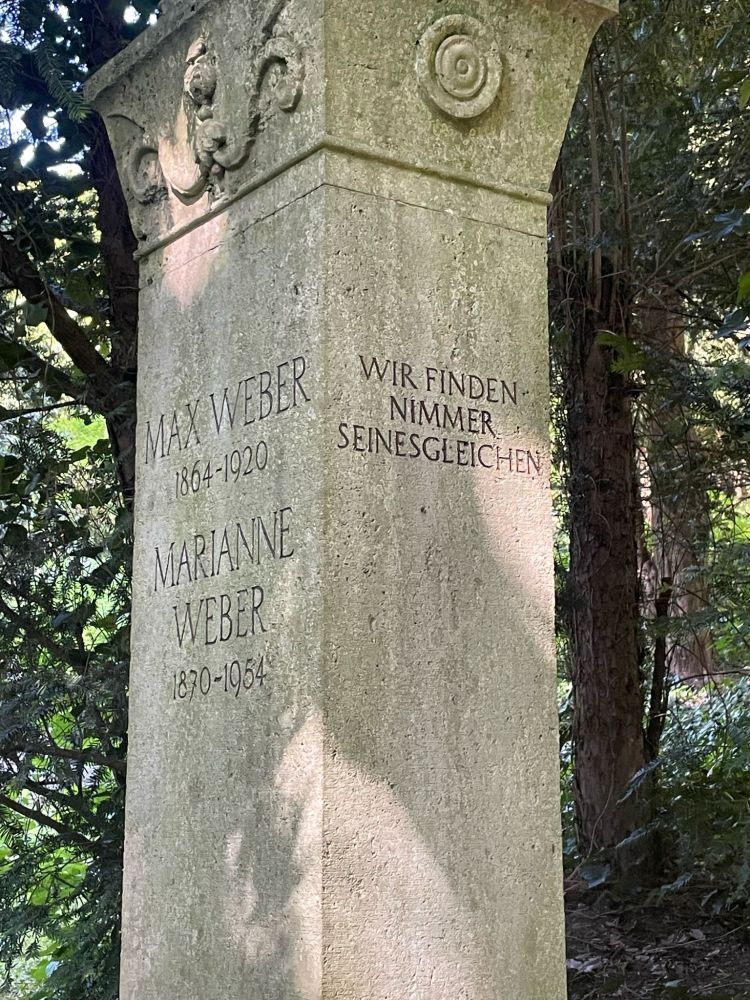 MAX WEBER
1864-1920
MARIANNE
WEBER
1870-1954
WIR FINDEN
NIMMER
SEINESGLEICHEN